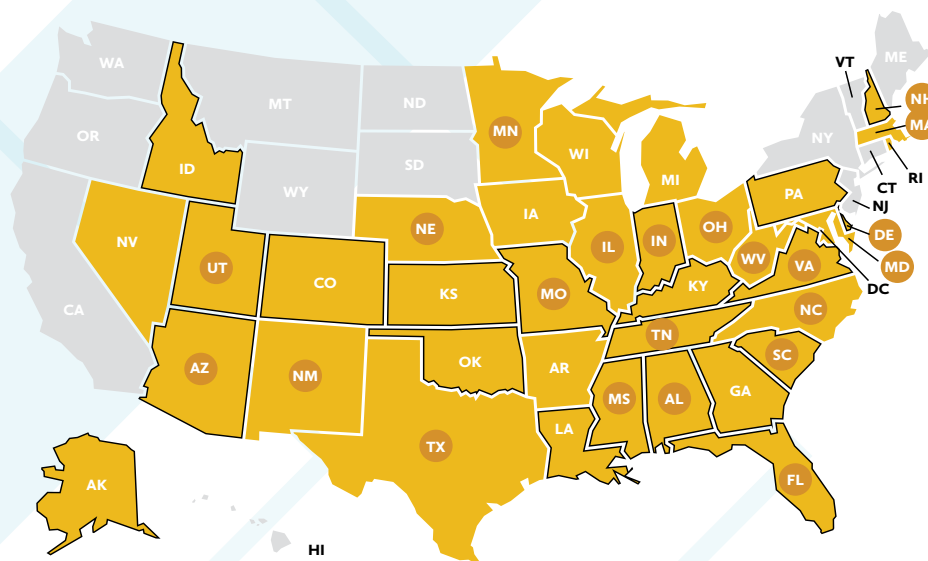 ME
VT
WA
NH
MT
ND
MA
MN
OR
NY
WI
SD
ID
MI
RI
WY
CT
PA
NJ
IA
NE
OH
DE
NV
IL
IN
WV
VA
MD
UT
CO
KS
MO
KY
DC
CA
NC
TN
OK
SC
AZ
NM
AR
MS
AL
GA
LA
TX
FL
AK
HI